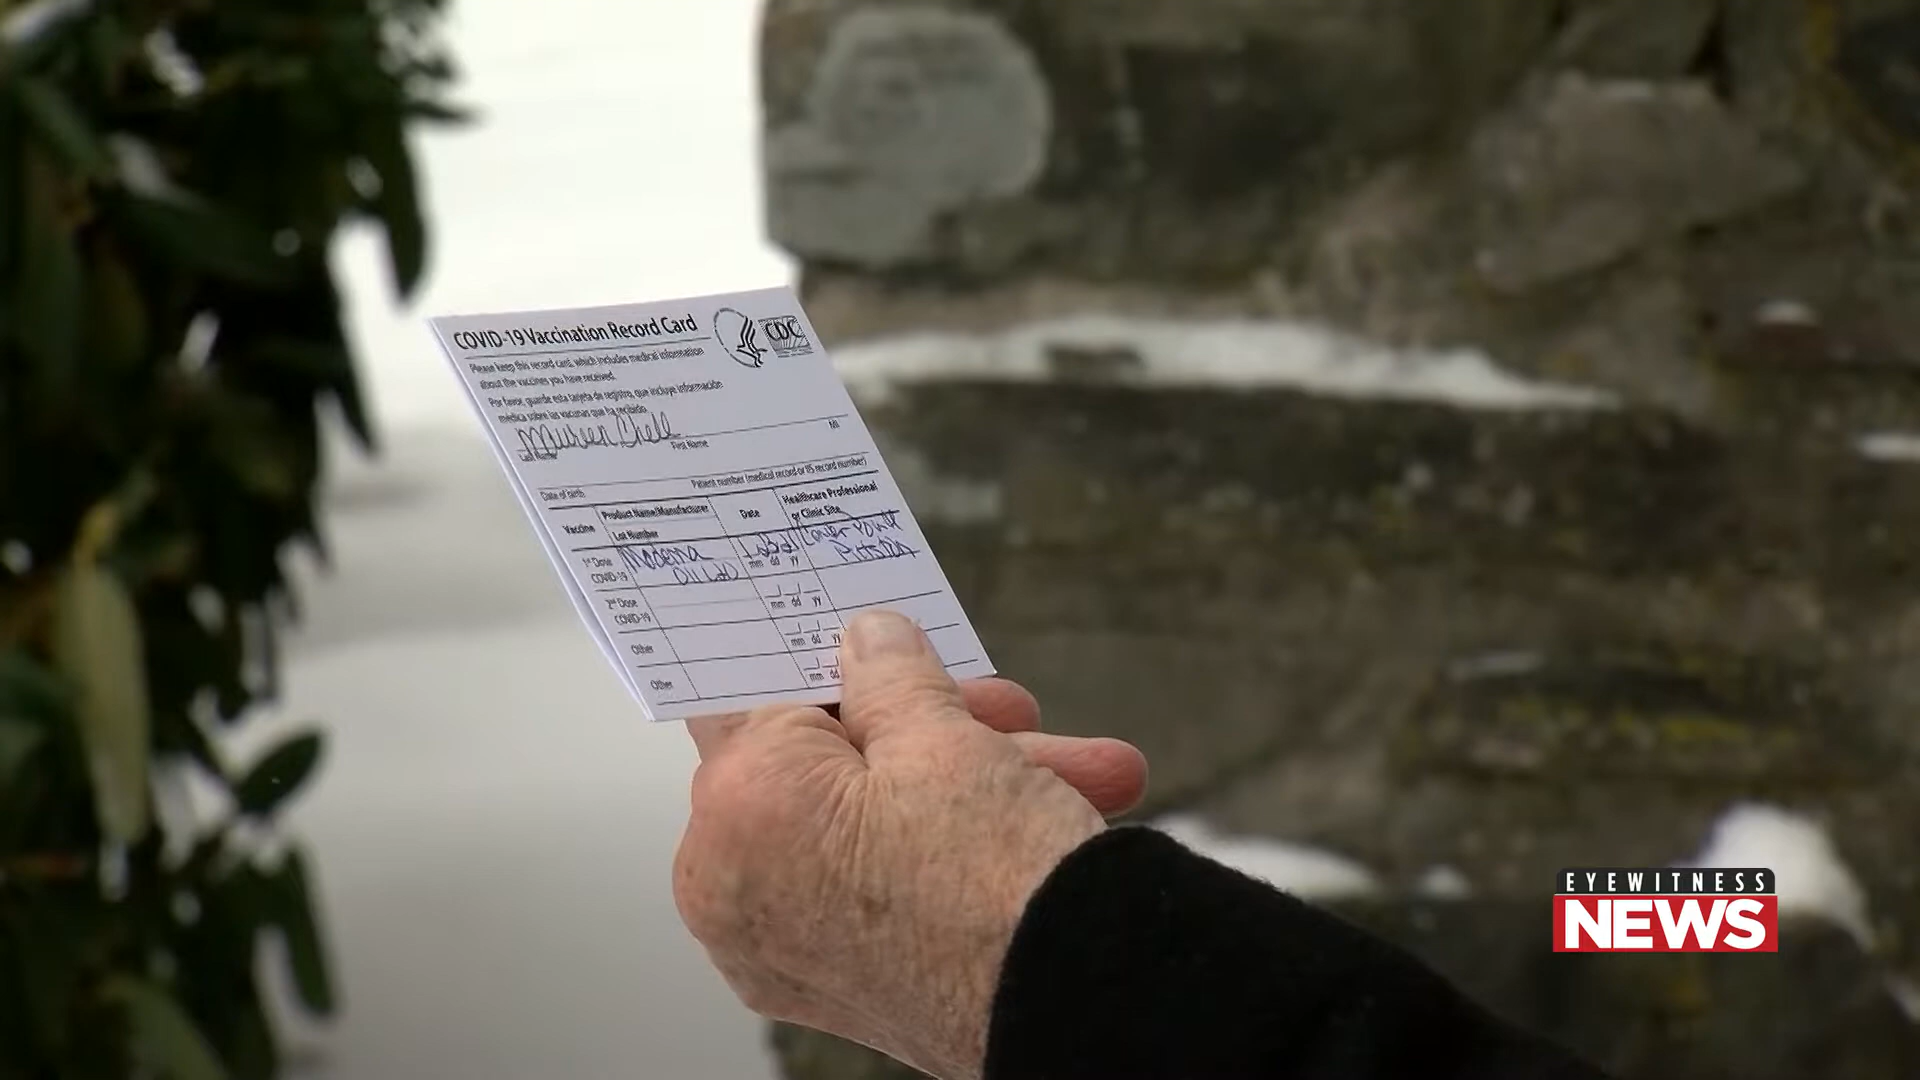 COVID-19 Vaccination Record Card
CDC
Please keep this record card, which includes medical information
about the vaccines you have received.
Por favor, guarde esta tarjeta de registro, que incluye información
médica sobre las vacunas que ha recibido.
Maureen
Last Name First Name MI
Date of birth Patient number (medical record or IIS record number)
Vaccine Product Name/Manufacturer Date Healthcare Professional
Lot Number or Clinic Site
1st Dose Moderna
COVID-19 mm dd yy
2nd Dose
COVID-19 mm dd yy
Other mm dd yy
Other mm dd
EYEWITNESS
NEWS